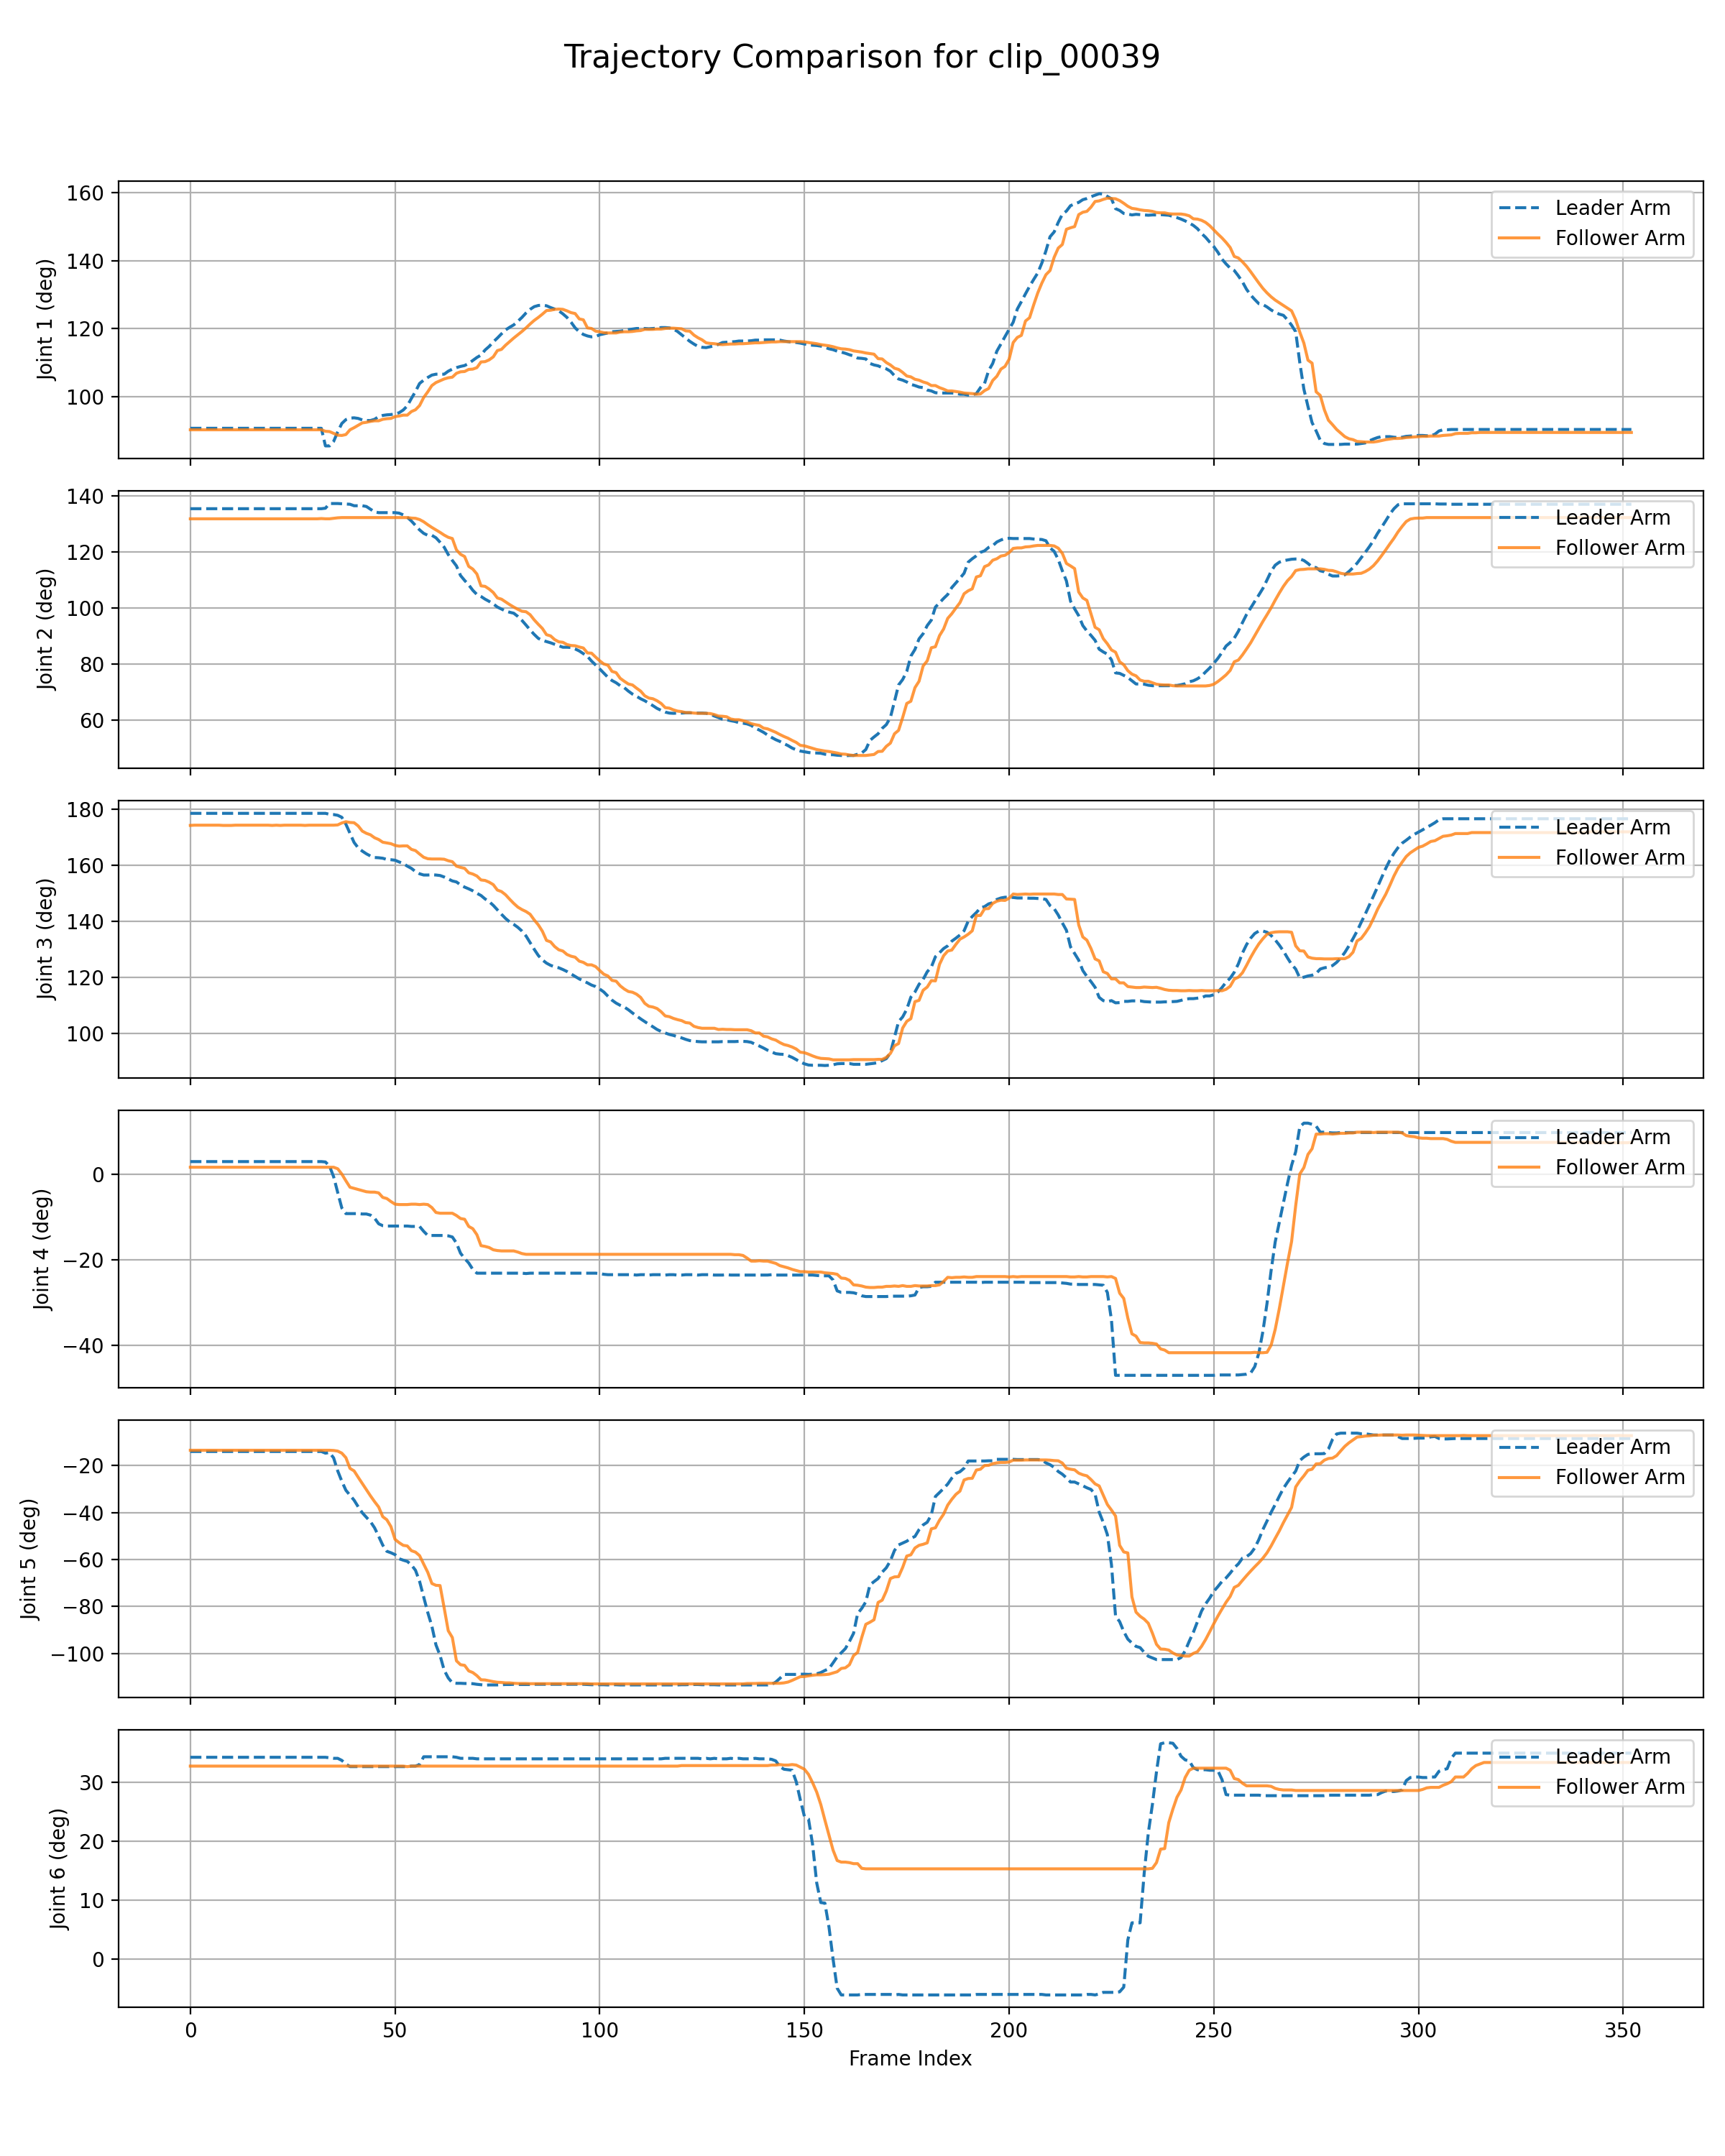 Trajectory Comparison for clip_00039
160
140
120
100
Joint 1 (deg)
Leader Arm
Follower Arm
140
120
100
80
60
Joint 2 (deg)
Leader Arm
Follower Arm
180
160
140
120
100
Joint 3 (deg)
Leader Arm
Follower Arm
0
−20
−40
Joint 4 (deg)
Leader Arm
Follower Arm
−20
−40
−60
−80
−100
Joint 5 (deg)
Leader Arm
Follower Arm
30
20
10
0
Joint 6 (deg)
Leader Arm
Follower Arm
0 50 100 150 200 250 300 350
Frame Index